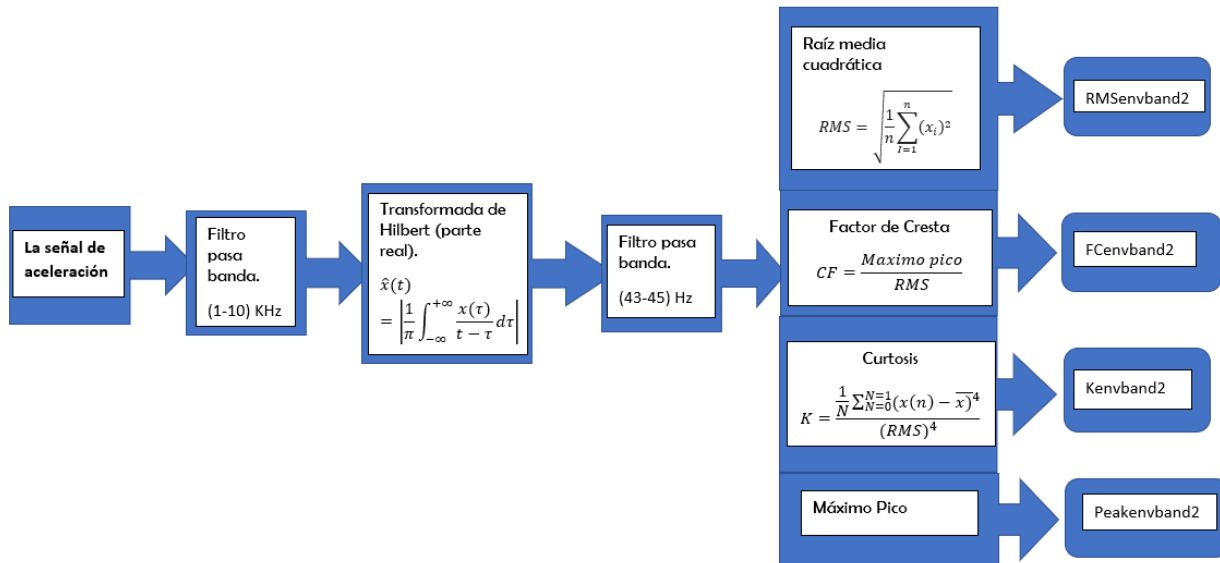 La señal de
aceleración
Filtro
pasa
banda.
(1-10) KHz
Transformada de
Hilbert (parte
real).
x̂(t)
= |1/π ∫_{-∞}^{+∞} x(τ)/(t − τ) dτ|
Filtro pasa
banda.
(43-45) Hz
Raíz media
cuadrática
RMS = √(1/n ∑_{I=1}^{n} (x_i)²)
RMSenvband2
Factor de Cresta
CF = Maximo pico/RMS
FCenvband2
Curtosis
K = (1/N ∑_{N=0}^{N=1} (x(n) − x̅)⁴)/(RMS)⁴
Kenvband2
Máximo Pico
Peakenvband2